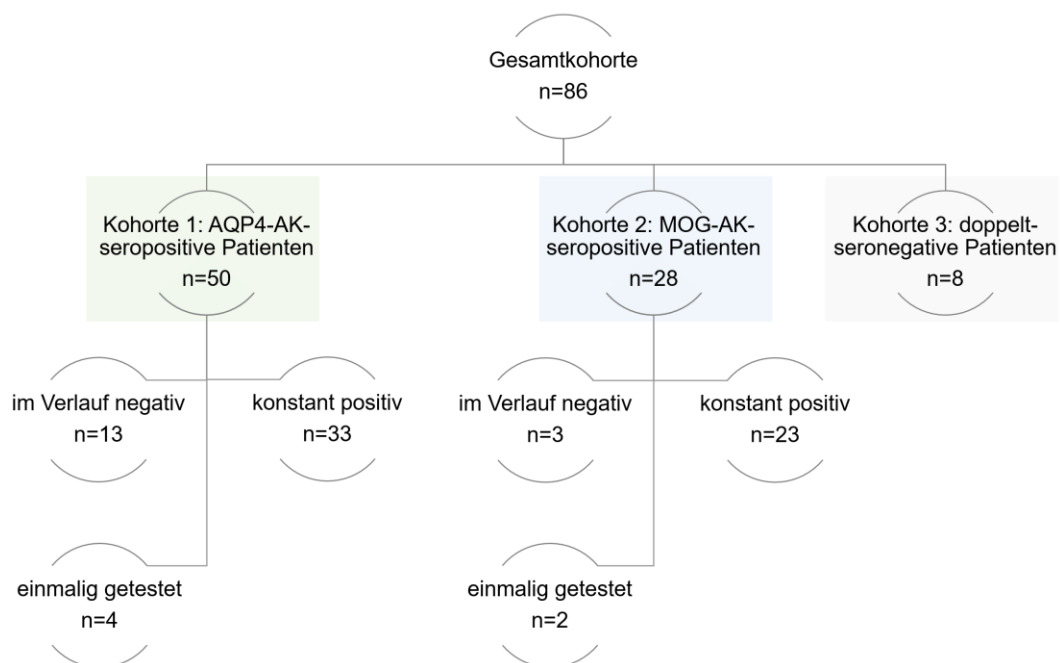 Gesamtkohorte
n=86
Kohorte 1: AQP4-AK-
seropositive Patienten
n=50
Kohorte 2: MOG-AK-
seropositive Patienten
n=28
Kohorte 3: doppelt-
seronegative Patienten
n=8
im Verlauf negativ
n=13
konstant positiv
n=33
im Verlauf negativ
n=3
konstant positiv
n=23
einmalig getestet
n=4
einmalig getestet
n=2